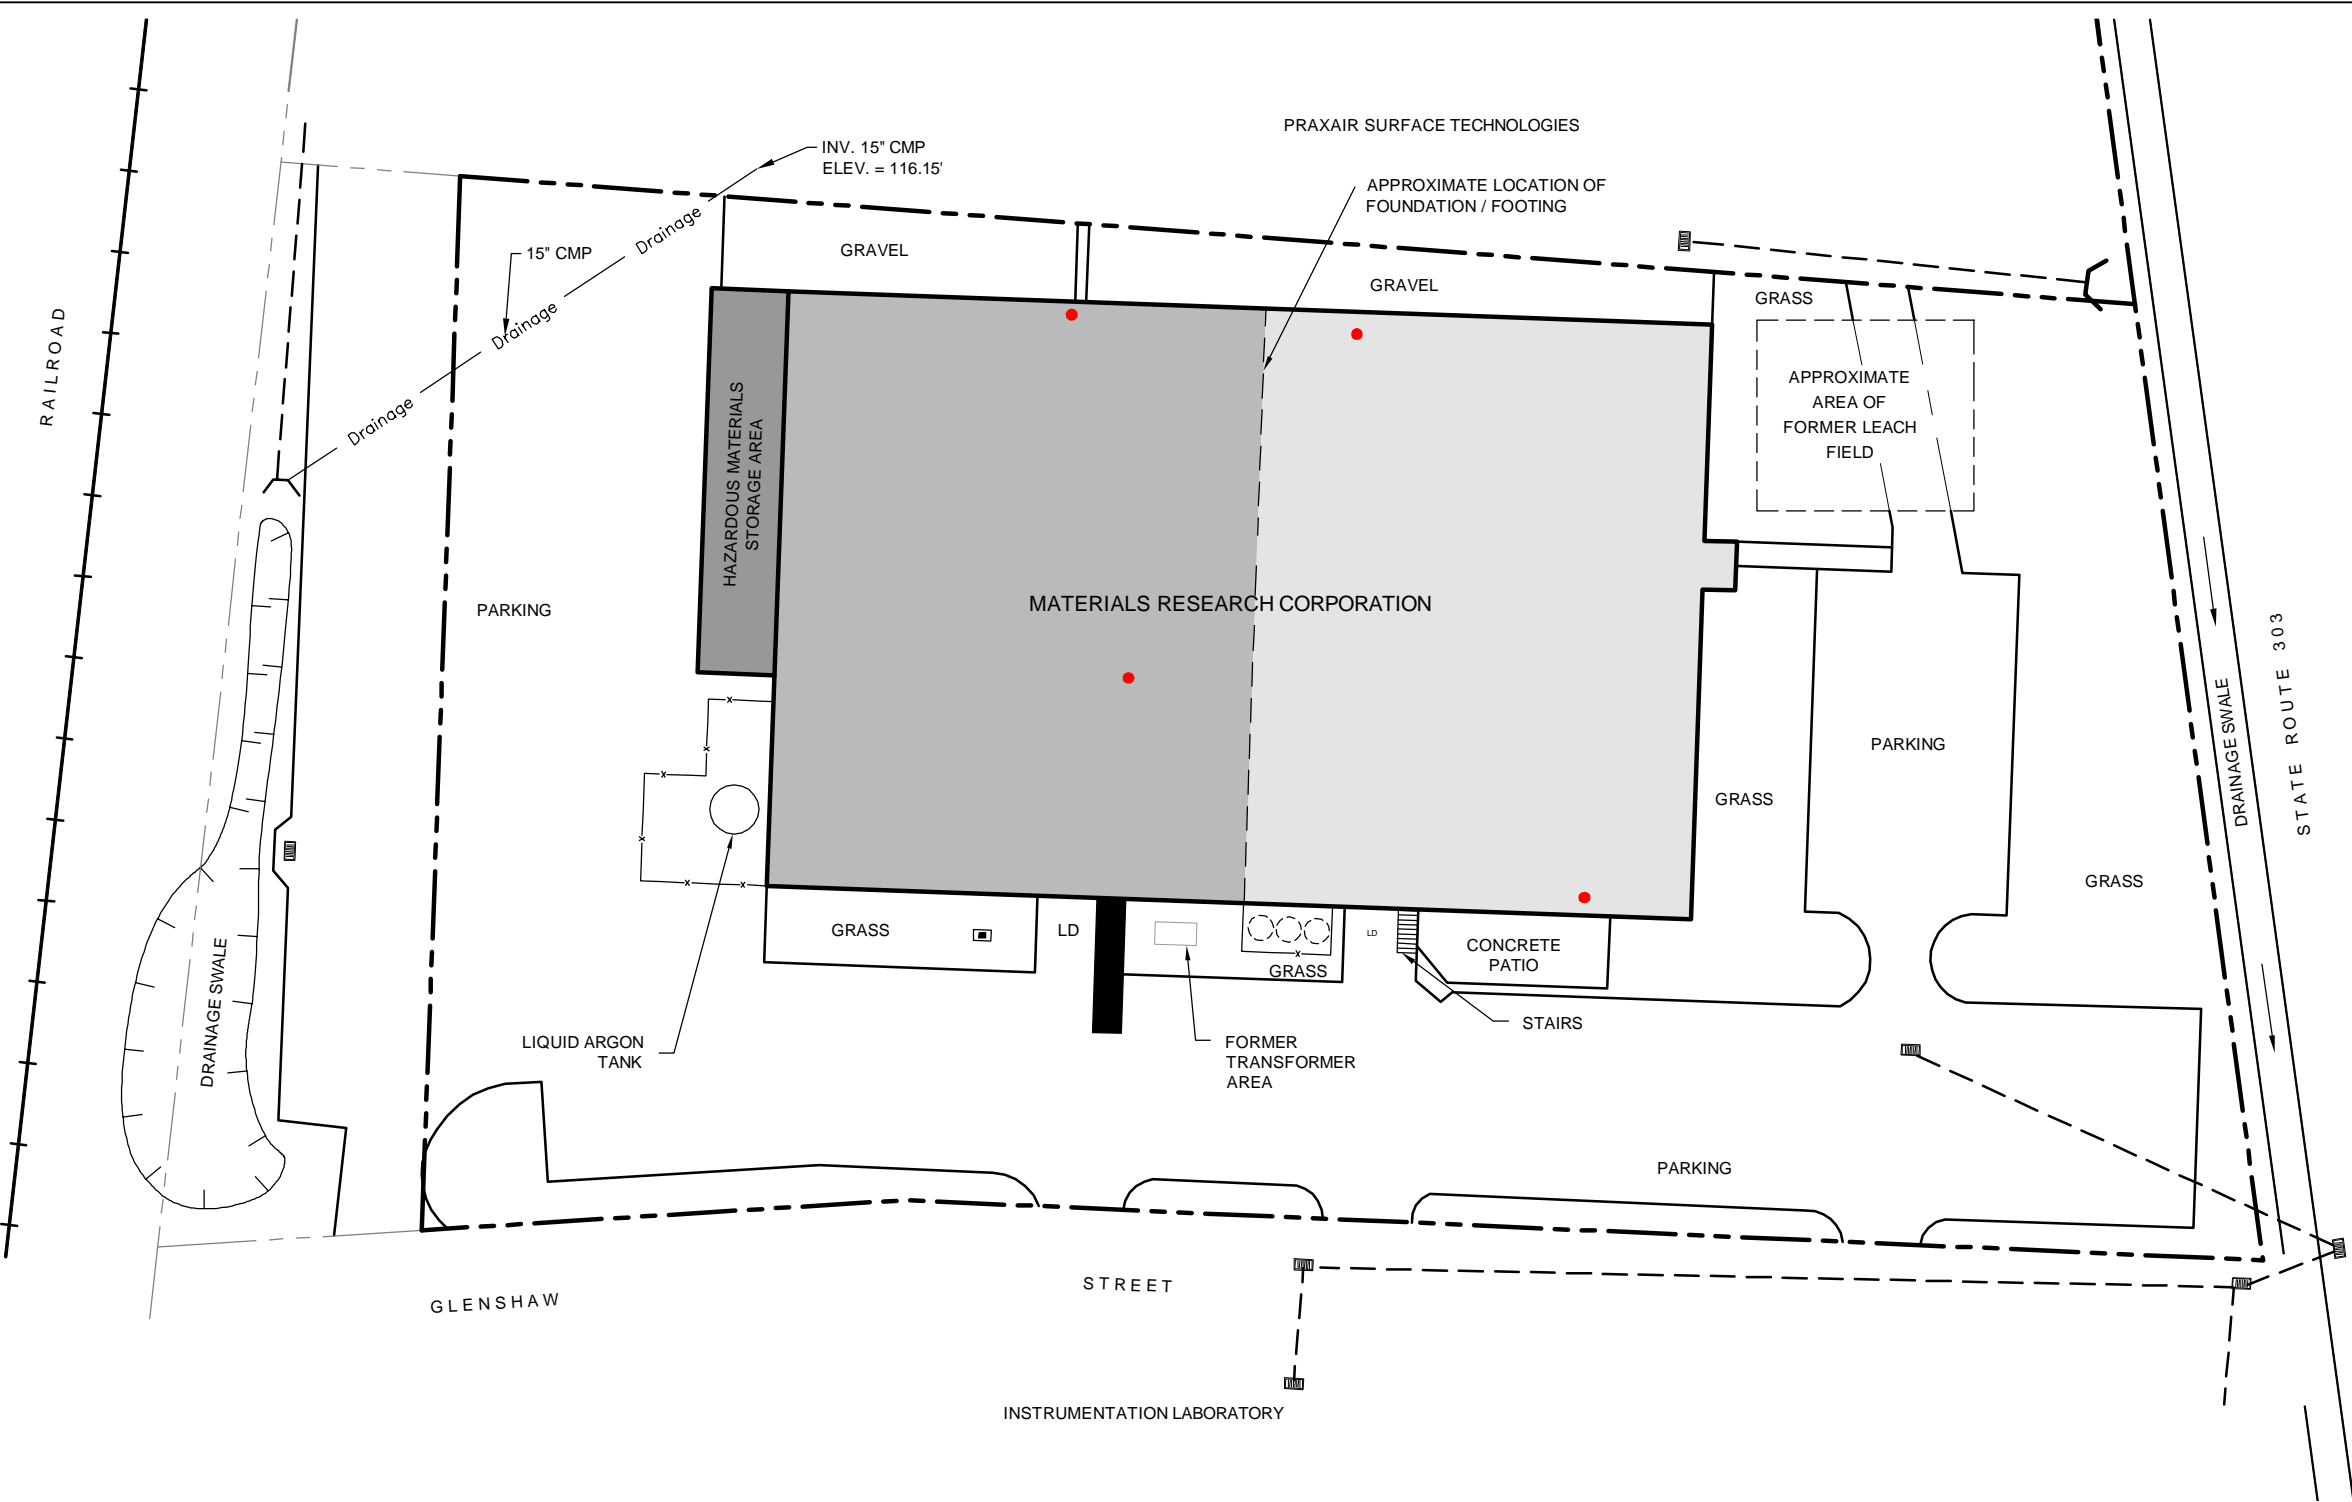 PRAXAIR SURFACE TECHNOLOGIES
INV. 15" CMP
ELEV. = 116.15'
APPROXIMATE LOCATION OF
FOUNDATION / FOOTING
Drainage
15" CMP
GRAVEL
GRAVEL
GRASS
Drainage
RAILROAD
Drainage
HAZARDOUS MATERIALS
STORAGE AREA
APPROXIMATE
AREA OF
FORMER LEACH
FIELD
PARKING
MATERIALS RESEARCH CORPORATION
STATE ROUTE 303
DRAINAGE SWALE
PARKING
GRASS
GRASS
GRASS
LD
LD
CONCRETE
PATIO
GRASS
DRAINAGE SWALE
STAIRS
LIQUID ARGON
TANK
FORMER
TRANSFORMER
AREA
PARKING
GLENSHAW STREET
INSTRUMENTATION LABORATORY